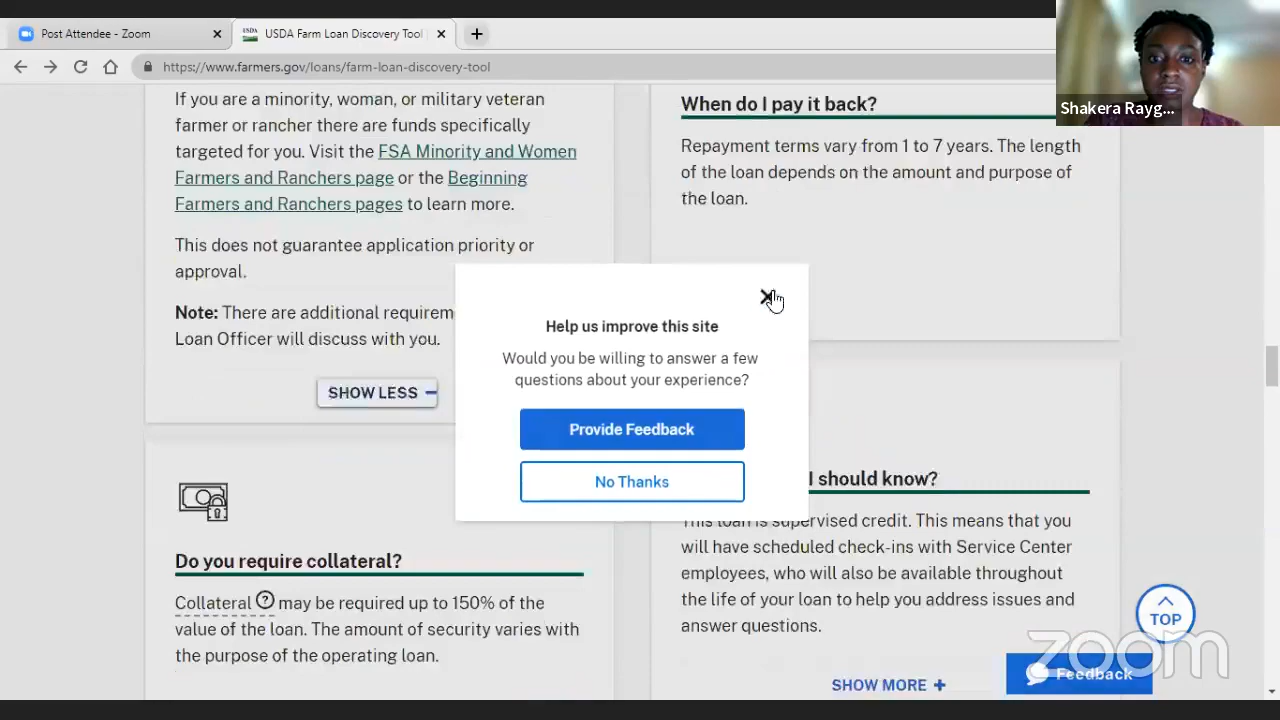 Post Attendee - Zoom
USDA Farm Loan Discovery Tool
https://www.farmers.gov/loans/farm-loan-discovery-tool
Shakera Rayg...
If you are a minority, woman, or military veteran
farmer or rancher there are funds specifically
targeted for you. Visit the FSA Minority and Women
Farmers and Ranchers page or the Beginning
Farmers and Ranchers pages to learn more.
This does not guarantee application priority or
approval.
Note: There are additional requirem
Loan Officer will discuss with you.
SHOW LESS −
When do I pay it back?
Repayment terms vary from 1 to 7 years. The length
of the loan depends on the amount and purpose of
the loan.
Help us improve this site
Would you be willing to answer a few
questions about your experience?
Provide Feedback
No Thanks
Do you require collateral?
Collateral ? may be required up to 150% of the
value of the loan. The amount of security varies with
the purpose of the operating loan.
I should know?
This loan is supervised credit. This means that you
will have scheduled check-ins with Service Center
employees, who will also be available throughout
the life of your loan to help you address issues and
answer questions.
SHOW MORE +
TOP
Feedback
zoom